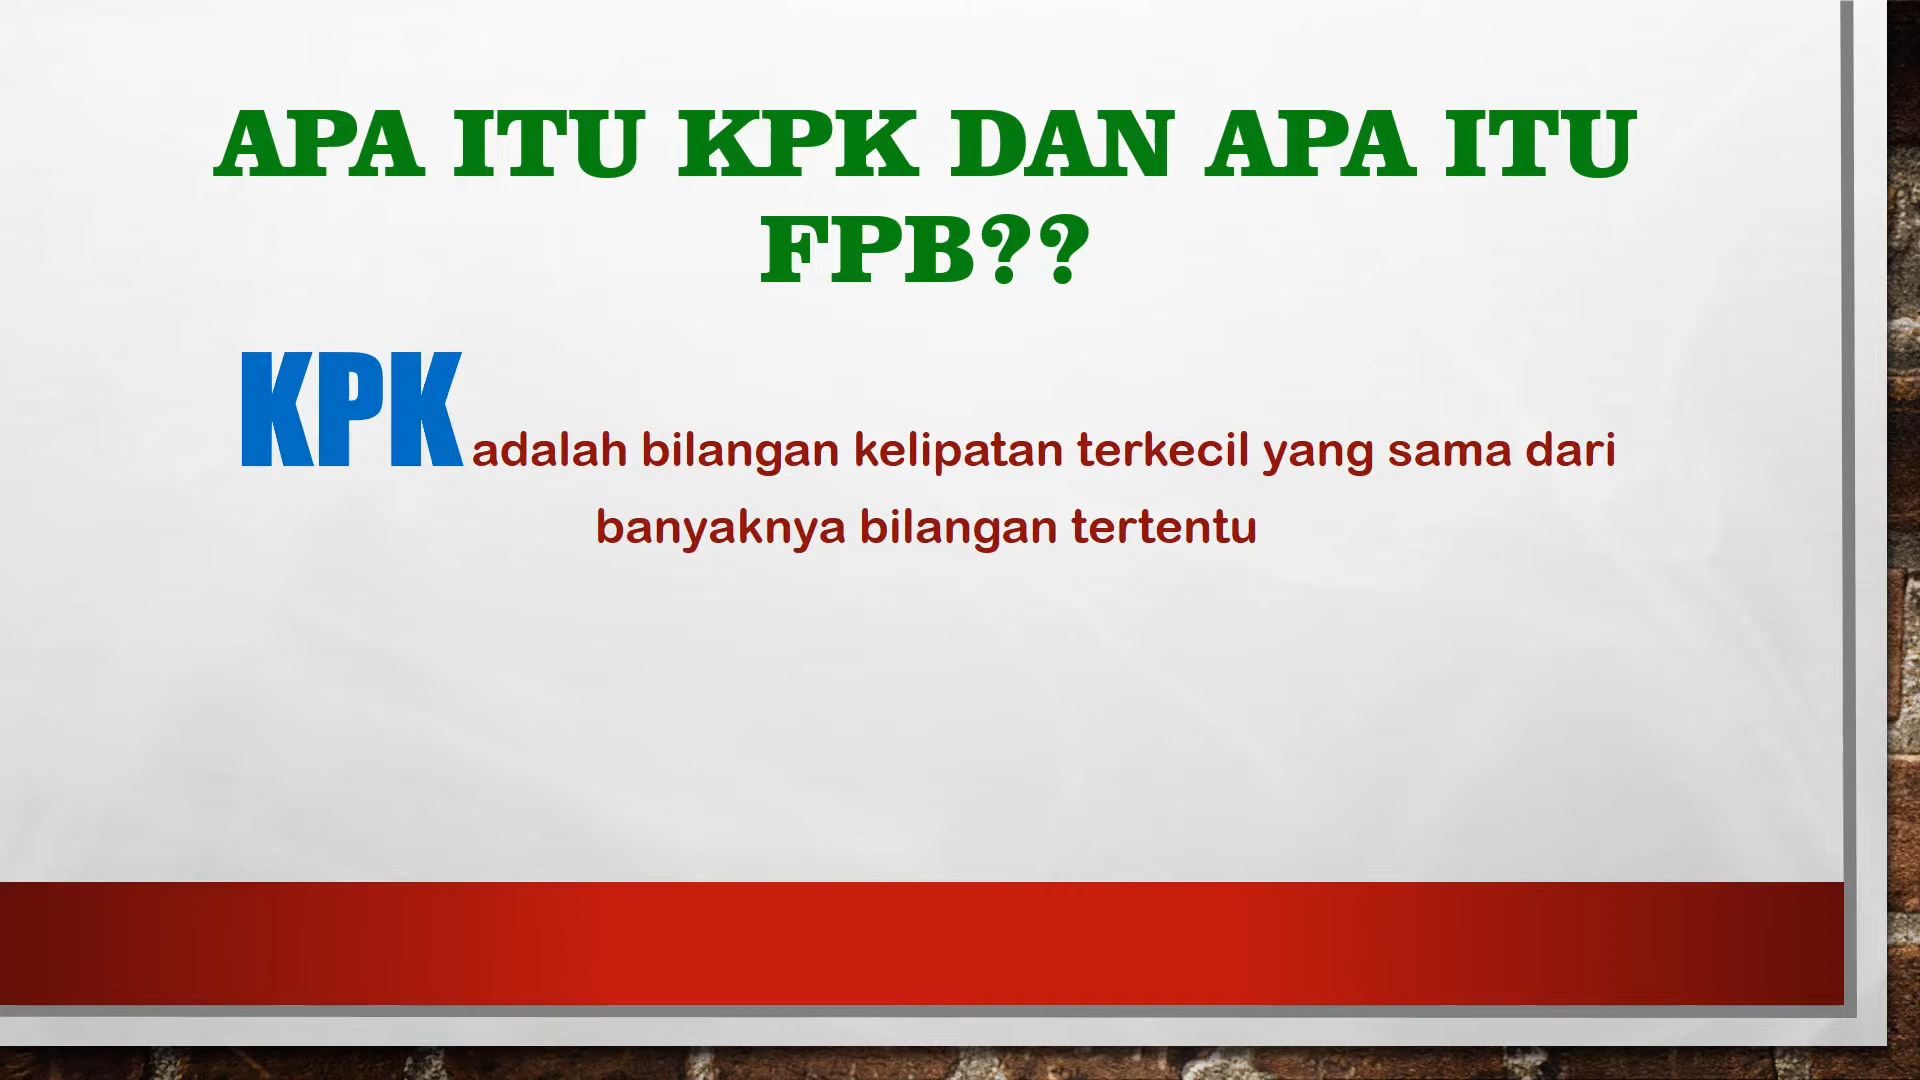 APA ITU KPK DAN APA ITU
FPB??
KPK adalah bilangan kelipatan terkecil yang sama dari
banyaknya bilangan tertentu